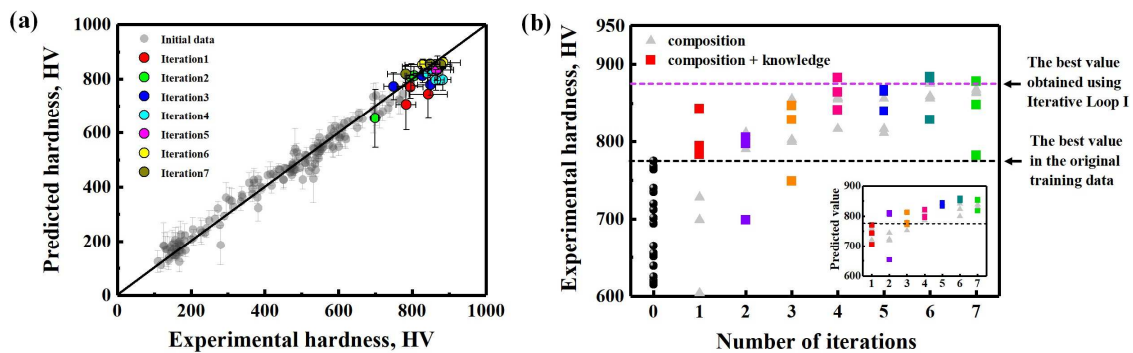 (a)
1000
800
600
400
200
0
0 200 400 600 800 1000
Predicted hardness, HV
Experimental hardness, HV
Initial data
Iteration1
Iteration2
Iteration3
Iteration4
Iteration5
Iteration6
Iteration7
(b)
950
900
850
800
750
700
650
600
0 1 2 3 4 5 6 7
Experimental hardness, HV
Number of iterations
composition
composition + knowledge
900
800
700
600
1 2 3 4 5 6 7
Predicted value
The best value
obtained using
Iterative Loop I
The best value
in the original
training data